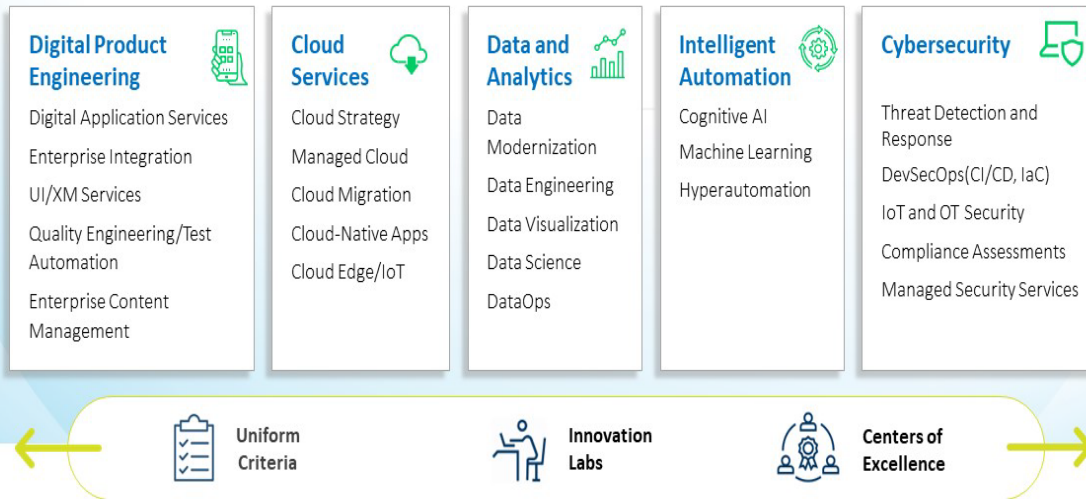 Digital Product
Engineering
Digital Application Services
Enterprise Integration
UI/XM Services
Quality Engineering/Test
Automation
Enterprise Content
Management
Cloud
Services
Cloud Strategy
Managed Cloud
Cloud Migration
Cloud-Native Apps
Cloud Edge/IoT
Data and
Analytics
Data
Modernization
Data Engineering
Data Visualization
Data Science
DataOps
Intelligent
Automation
Cognitive AI
Machine Learning
Hyperautomation
Cybersecurity
Threat Detection and
Response
DevSecOps(CI/CD, IaC)
IoT and OT Security
Compliance Assessments
Managed Security Services
Uniform
Criteria
Innovation
Labs
Centers of
Excellence